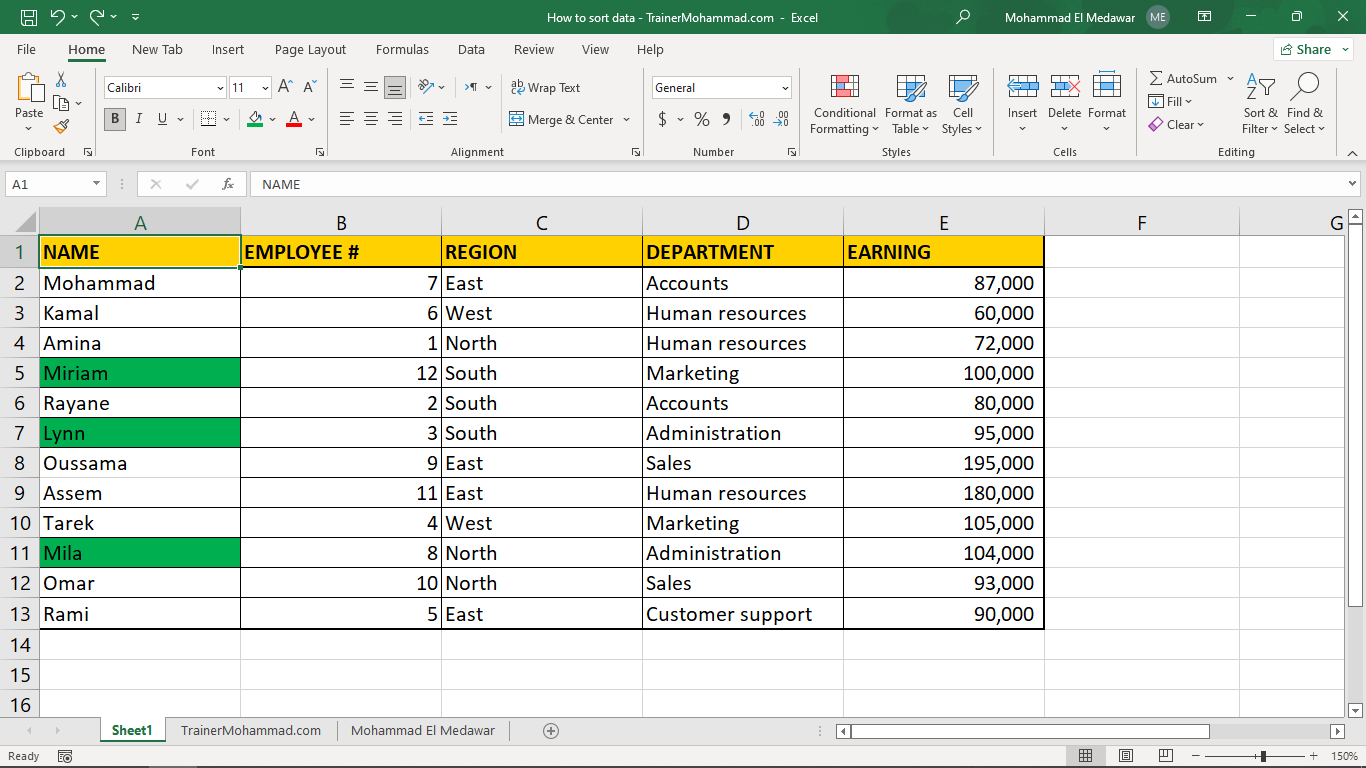 How to sort data - TrainerMohammad.com - Excel
Mohammad El Medawar ME
File Home New Tab Insert Page Layout Formulas Data Review View Help Share
Paste
Calibri 11
B I U
Wrap Text
Merge & Center
General
$ %
Conditional Formatting
Format as Table
Cell Styles
Insert Delete Format
AutoSum
Fill
Clear
Sort & Filter
Find & Select
Clipboard Font Alignment Number Styles Cells Editing
A1 fx NAME
A B C D E F G
1 NAME EMPLOYEE # REGION DEPARTMENT EARNING
2 Mohammad 7 East Accounts 87,000
3 Kamal 6 West Human resources 60,000
4 Amina 1 North Human resources 72,000
5 Miriam 12 South Marketing 100,000
6 Rayane 2 South Accounts 80,000
7 Lynn 3 South Administration 95,000
8 Oussama 9 East Sales 195,000
9 Assem 11 East Human resources 180,000
10 Tarek 4 West Marketing 105,000
11 Mila 8 North Administration 104,000
12 Omar 10 North Sales 93,000
13 Rami 5 East Customer support 90,000
14
15
16
Sheet1 TrainerMohammad.com Mohammad El Medawar
Ready 150%